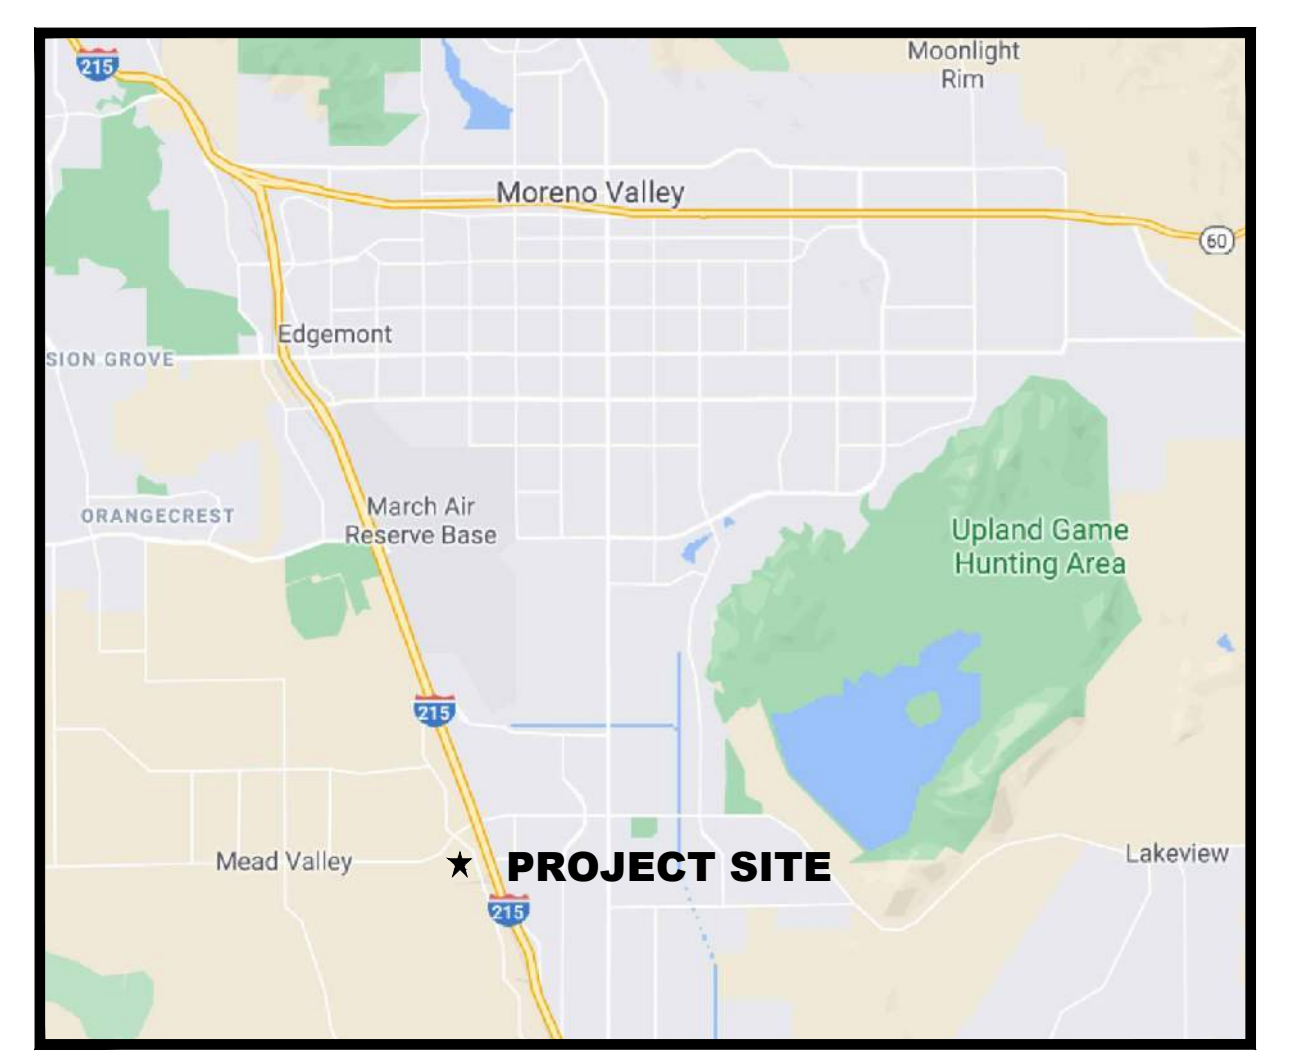 215
Moonlight
Rim
Moreno Valley
60
Edgemont
SION GROVE
March Air
Reserve Base
ORANGECREST
Upland Game
Hunting Area
215
Mead Valley
PROJECT SITE
Lakeview
215